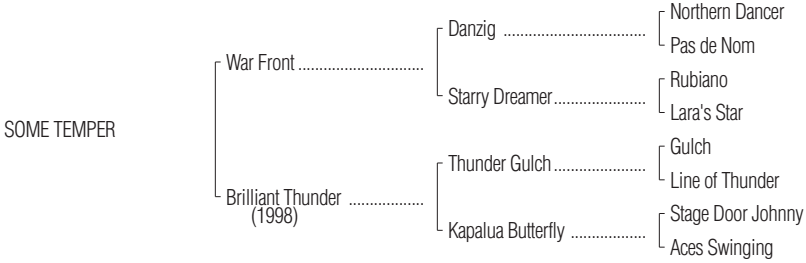 Northern Dancer
Danzig ..................................
Pas de Nom
War Front ..............................
Rubiano
Starry Dreamer......................
Lara's Star
SOME TEMPER
Gulch
Thunder Gulch ......................
Line of Thunder
Brilliant Thunder ..................
(1998)
Stage Door Johnny
Kapalua Butterfly ..................
Aces Swinging